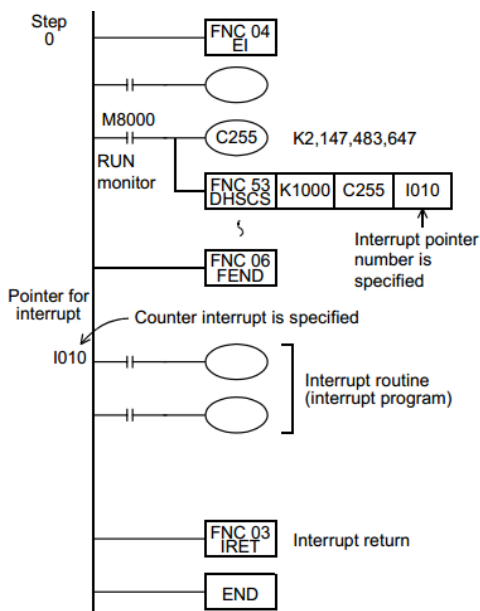 Step
0
FNC 04
EI
M8000
C255
K2,147,483,647
RUN
monitor
FNC 53
DHSCS
K1000
C255
I010
Interrupt pointer
number is
specified
FNC 06
FEND
Pointer for
interrupt
Counter interrupt is specified
I010
Interrupt routine
(interrupt program)
FNC 03
IRET
Interrupt return
END